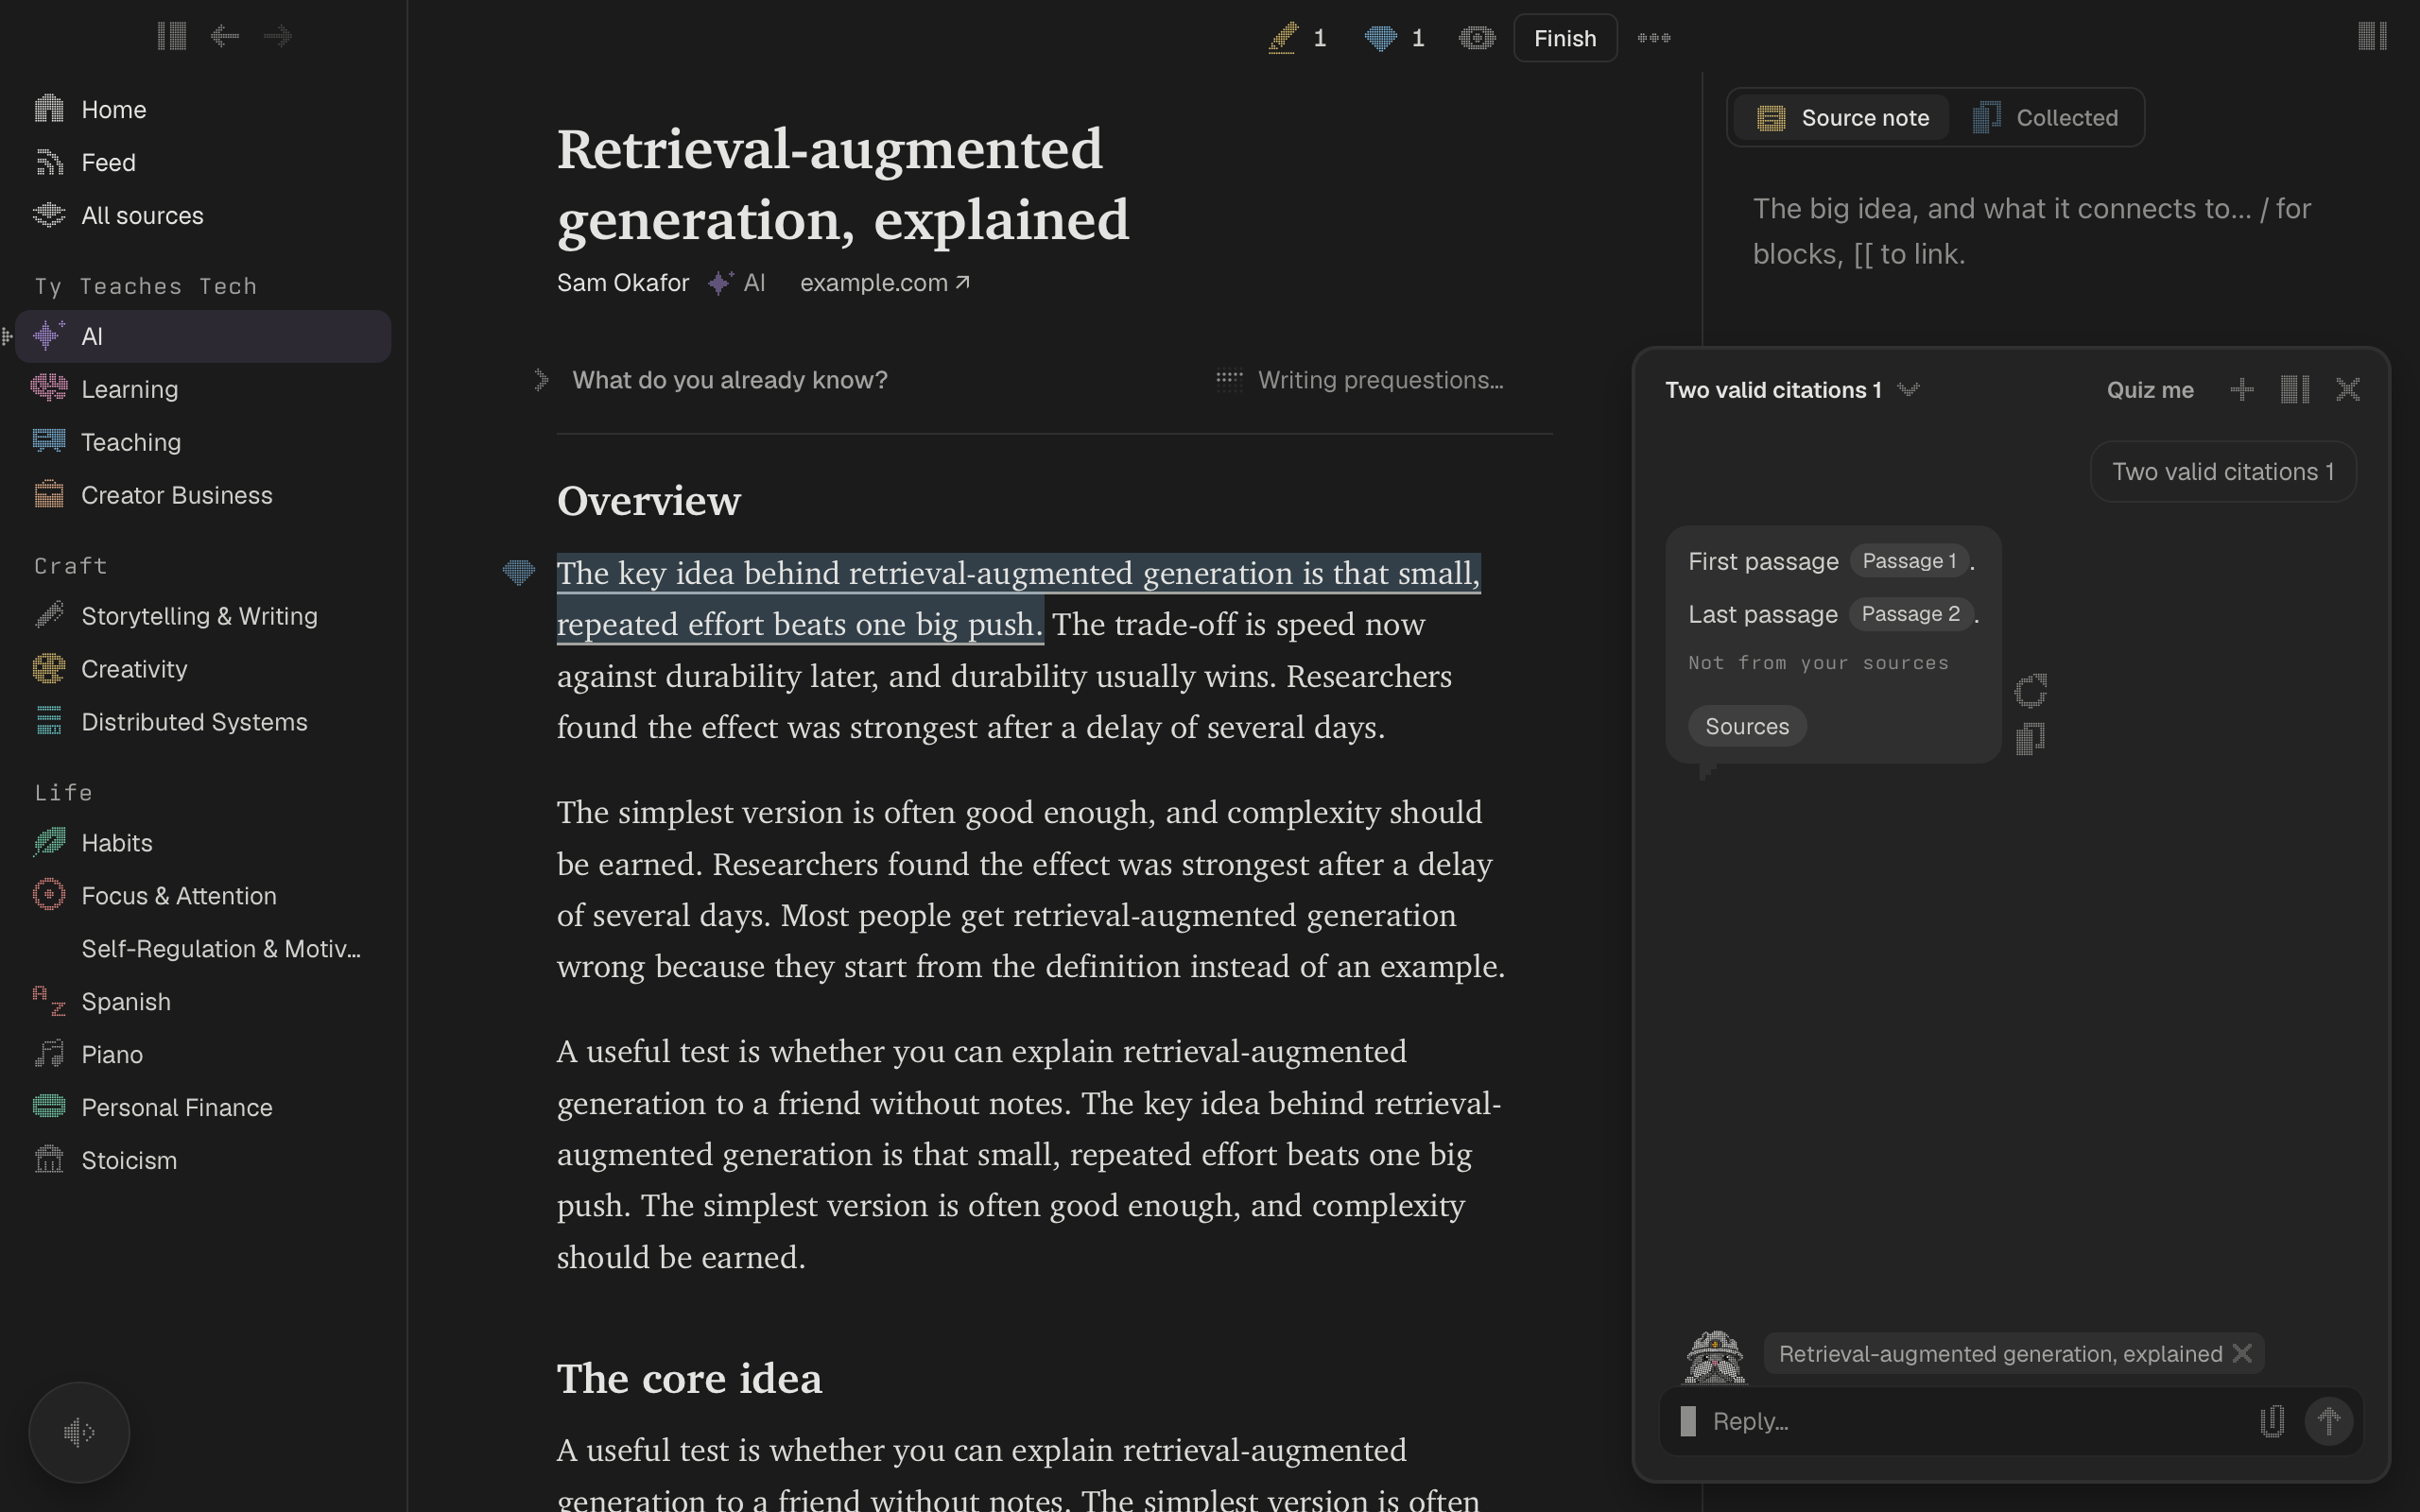 1
1
Finish
Home
Feed
All sources
Ty Teaches Tech
AI
Learning
Teaching
Creator Business
Craft
Storytelling & Writing
Creativity
Distributed Systems
Life
Habits
Focus & Attention
Self-Regulation & Motiv...
Spanish
Piano
Personal Finance
Stoicism
Retrieval-augmented
generation, explained
Sam Okafor AI example.com ↗
What do you already know?
Writing prequestions...
Overview
The key idea behind retrieval-augmented generation is that small,
repeated effort beats one big push. The trade-off is speed now
against durability later, and durability usually wins. Researchers
found the effect was strongest after a delay of several days.
The simplest version is often good enough, and complexity should
be earned. Researchers found the effect was strongest after a delay
of several days. Most people get retrieval-augmented generation
wrong because they start from the definition instead of an example.
A useful test is whether you can explain retrieval-augmented
generation to a friend without notes. The key idea behind retrieval-
augmented generation is that small, repeated effort beats one big
push. The simplest version is often good enough, and complexity
should be earned.
The core idea
A useful test is whether you can explain retrieval-augmented
generation to a friend without notes. The simplest version is often
Source note
Collected
The big idea, and what it connects to... / for
blocks, [[ to link.
Two valid citations 1
Quiz me
Two valid citations 1
First passage Passage 1.
Last passage Passage 2.
Not from your sources
Sources
Retrieval-augmented generation, explained
Reply...